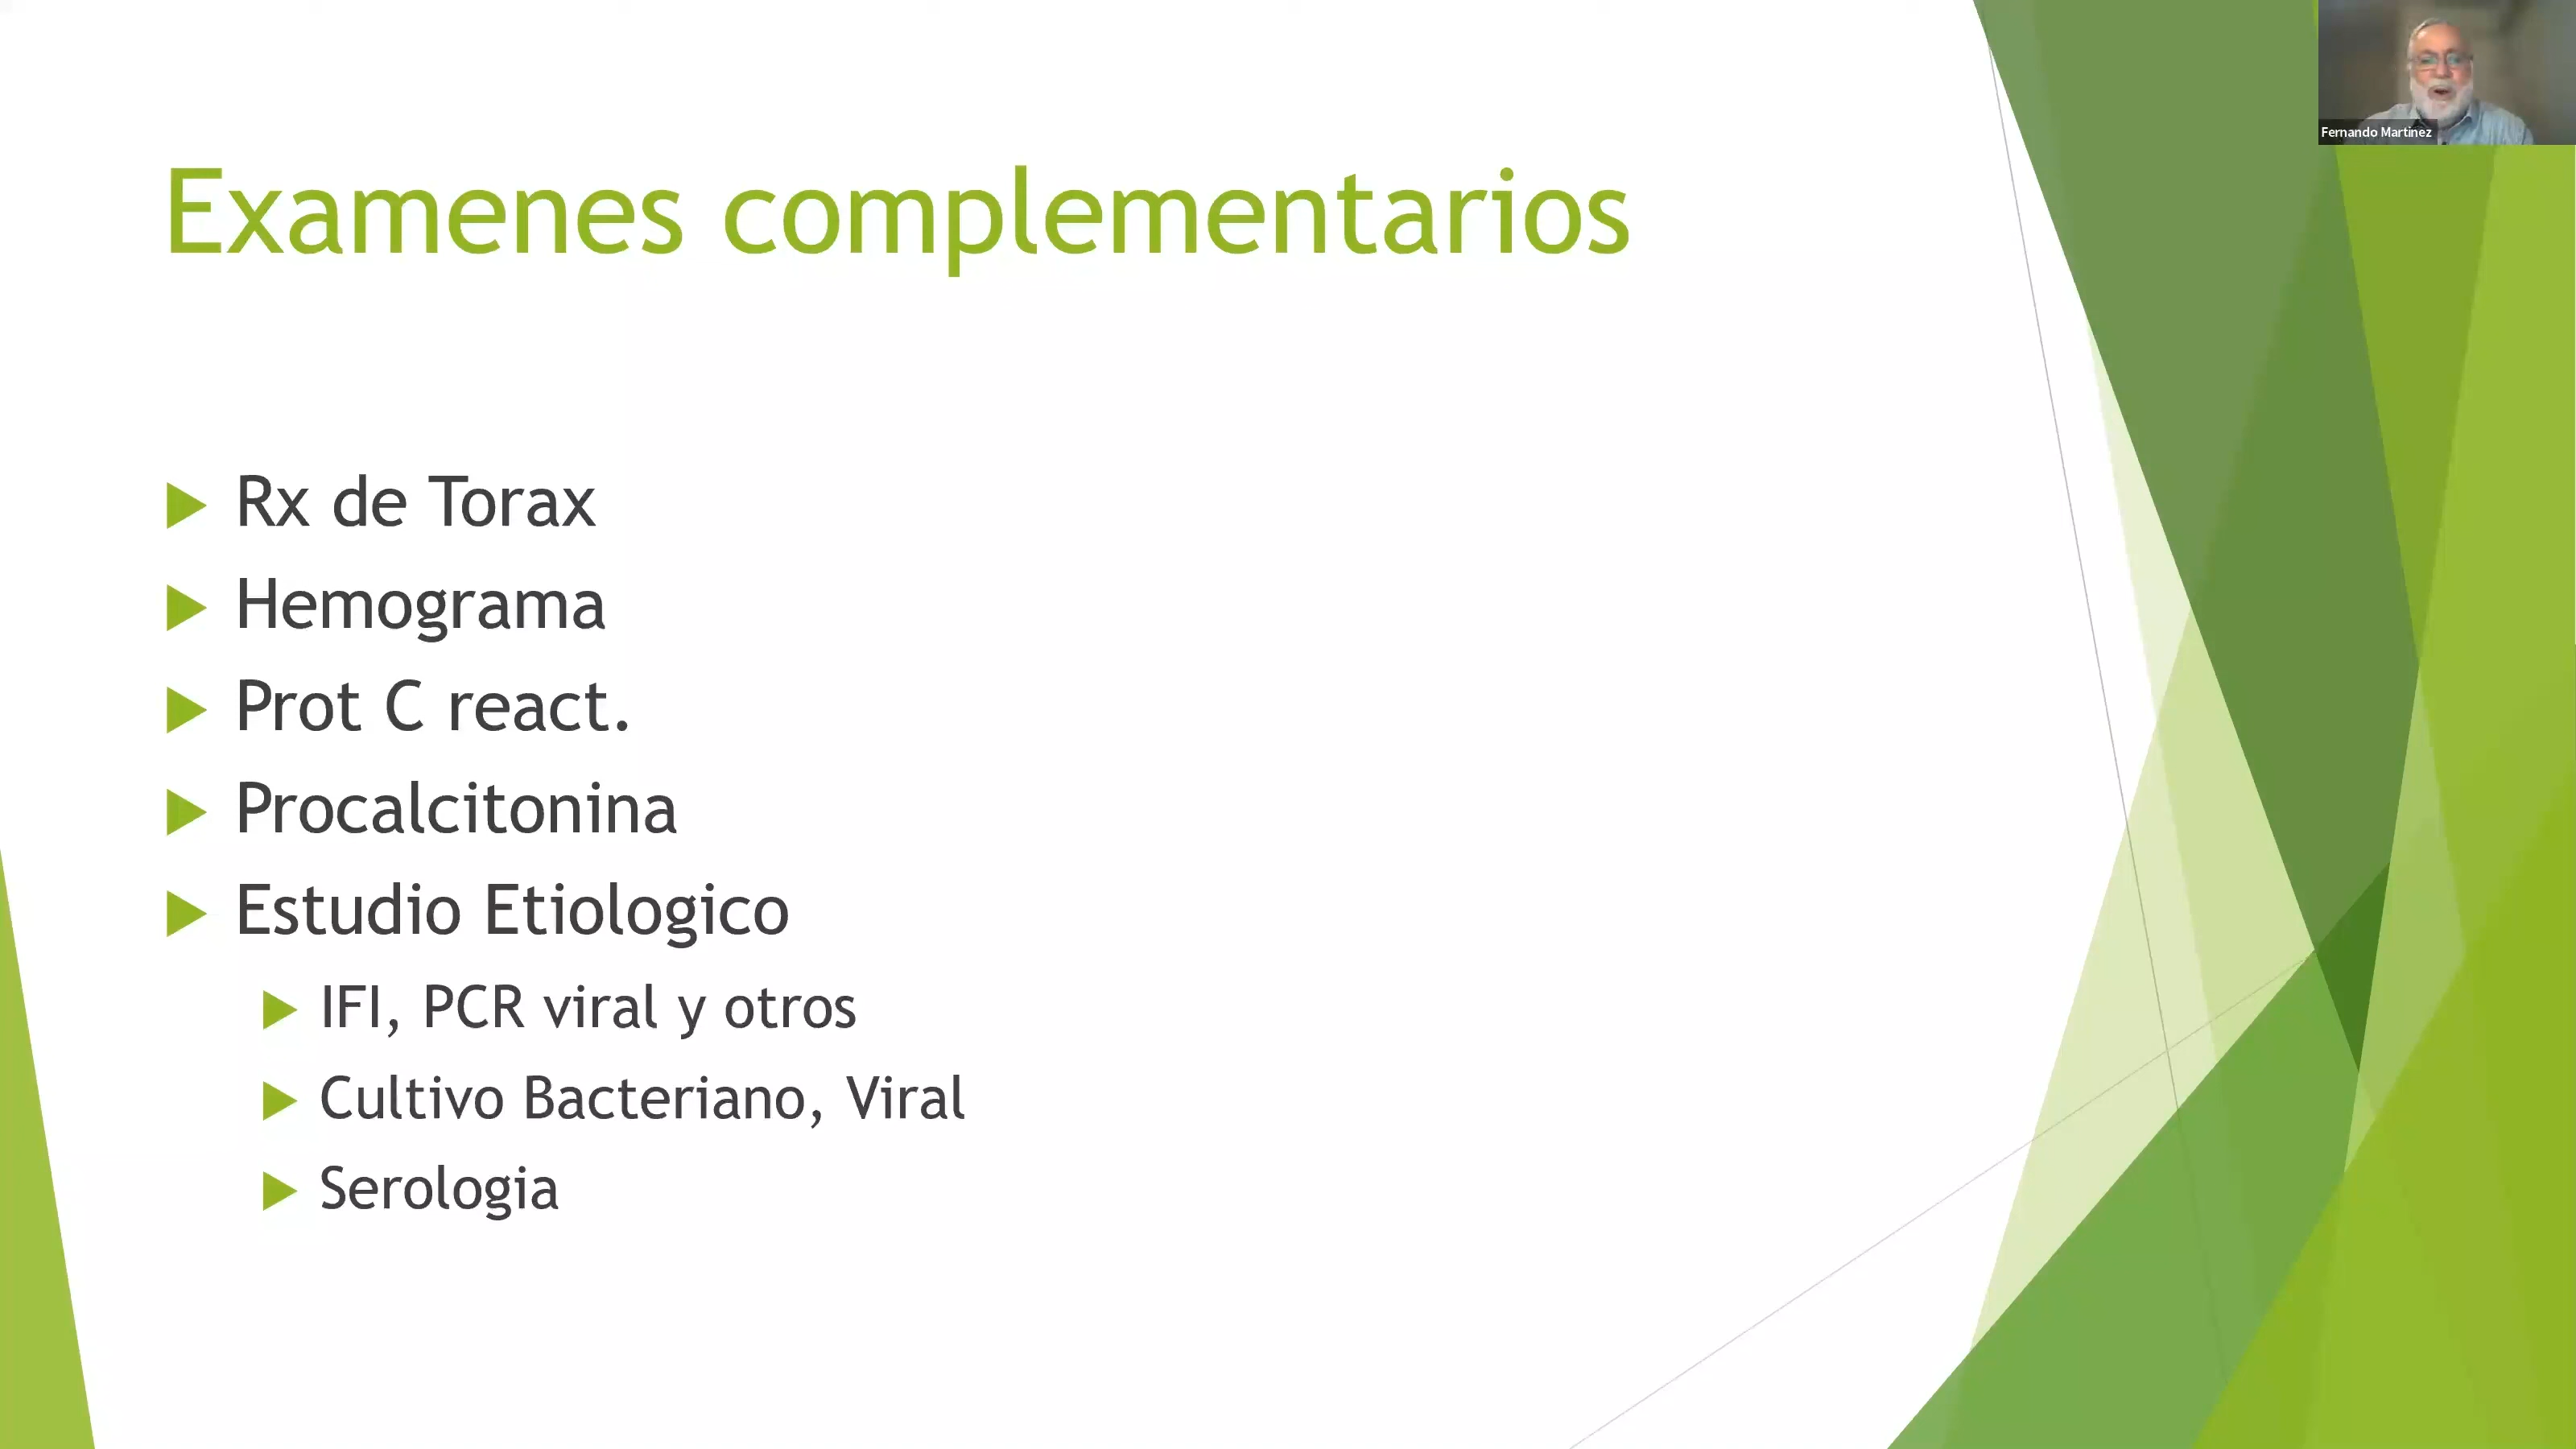 Fernando Martinez
Examenes complementarios
Rx de Torax
Hemograma
Prot C react.
Procalcitonina
Estudio Etiologico
IFI, PCR viral y otros
Cultivo Bacteriano, Viral
Serologia